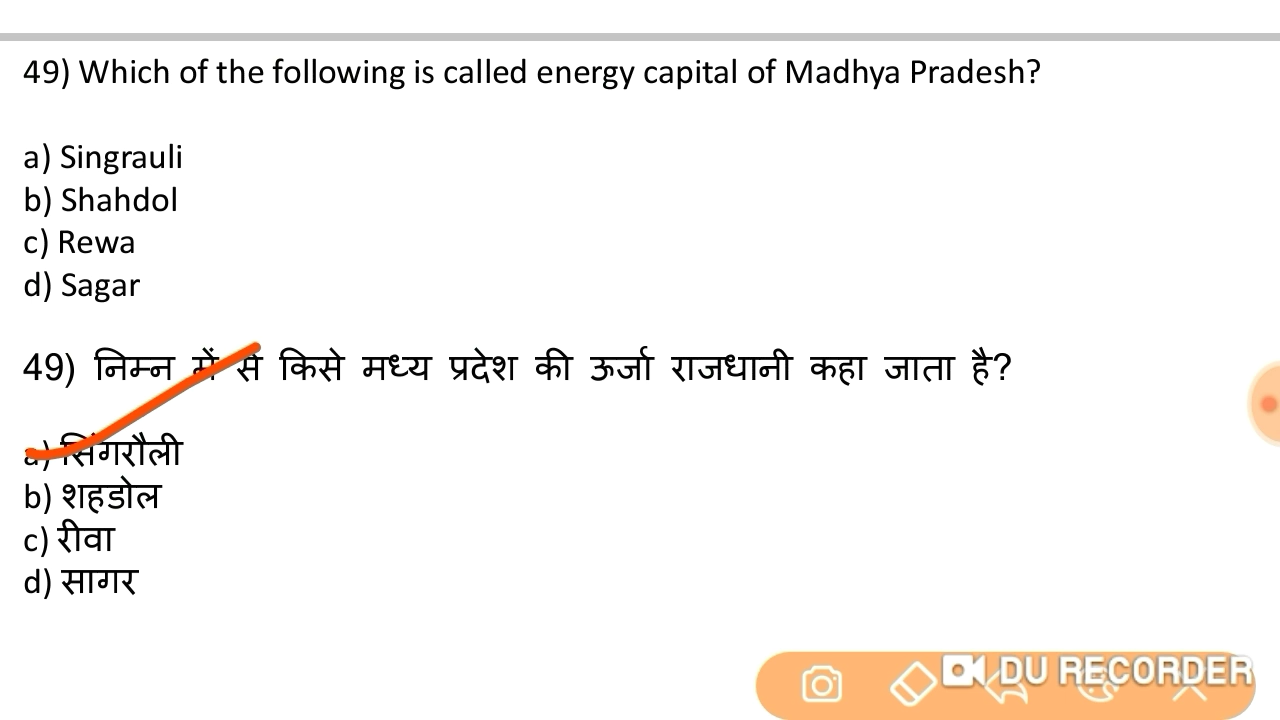 49) Which of the following is called energy capital of Madhya Pradesh?
a) Singrauli
b) Shahdol
c) Rewa
d) Sagar
49) निम्न में से किसे मध्य प्रदेश की ऊर्जा राजधानी कहा जाता है?
a) सिंगरौली
b) शहडोल
c) रीवा
d) सागर
DU RECORDER